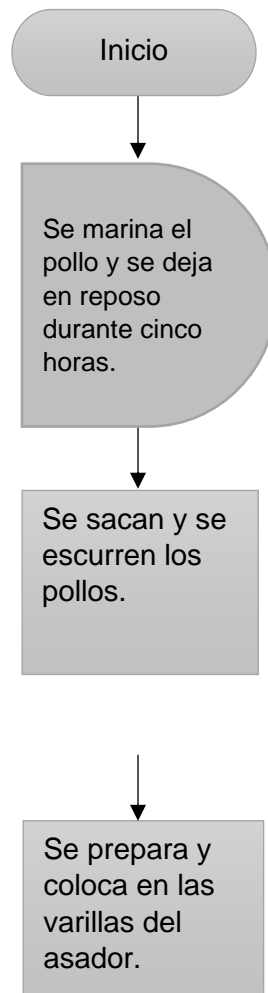 Inicio
Se marina el
pollo y se deja
en reposo
durante cinco
horas.
Se sacan y se
escurren los
pollos.
Se prepara y
coloca en las
varillas del
asador.